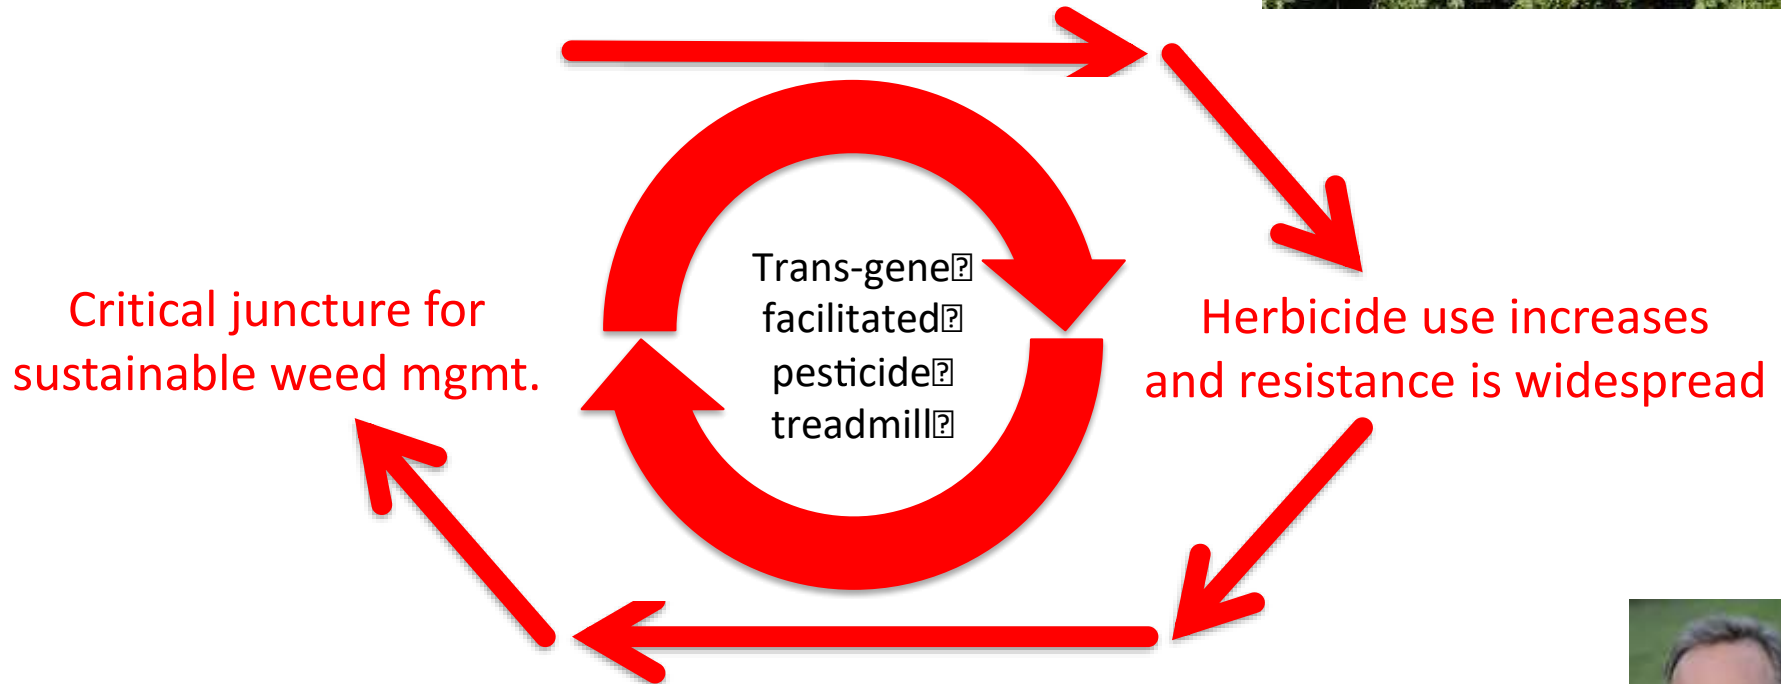 Trans-gene
facilitated
pesticide
treadmill
Critical juncture for
sustainable weed mgmt.
Herbicide use increases
and resistance is widespread